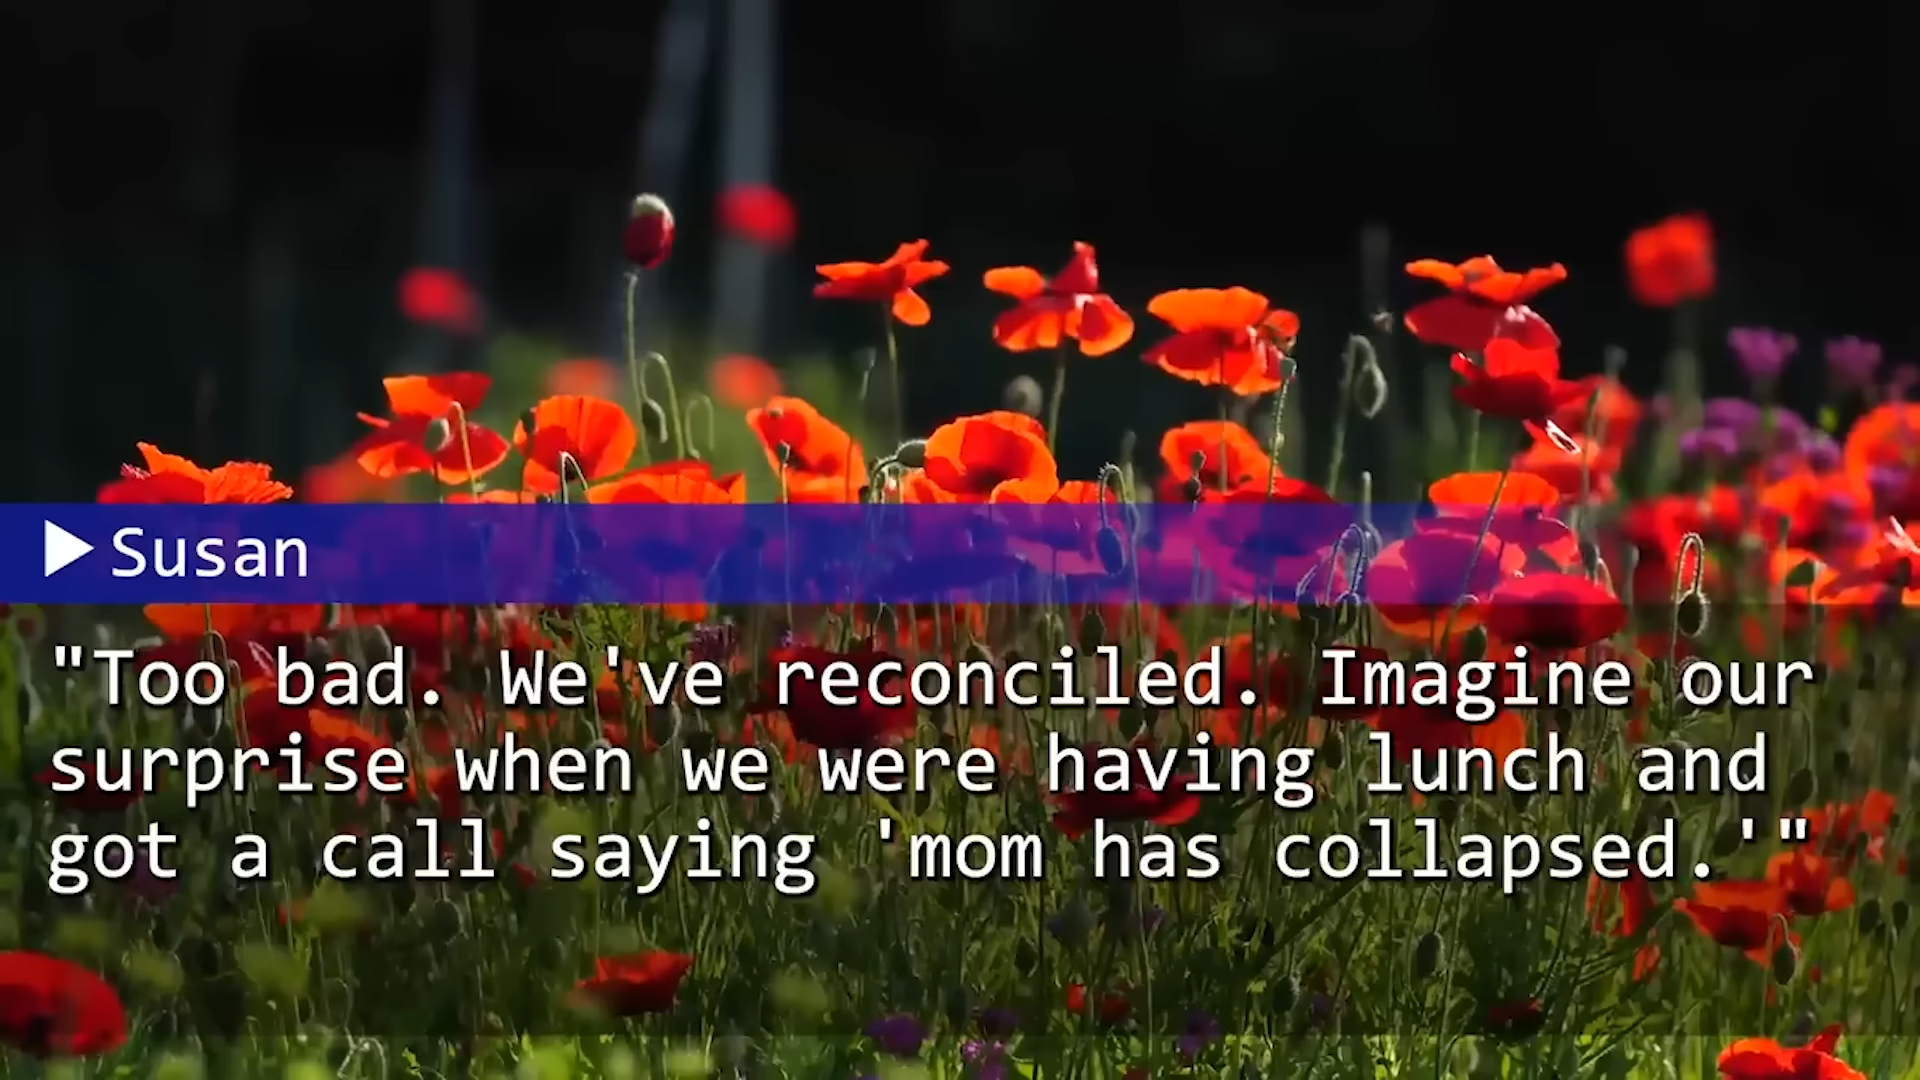 Susan
"Too bad. We've reconciled. Imagine our
surprise when we were having lunch and
got a call saying 'mom has collapsed.'"